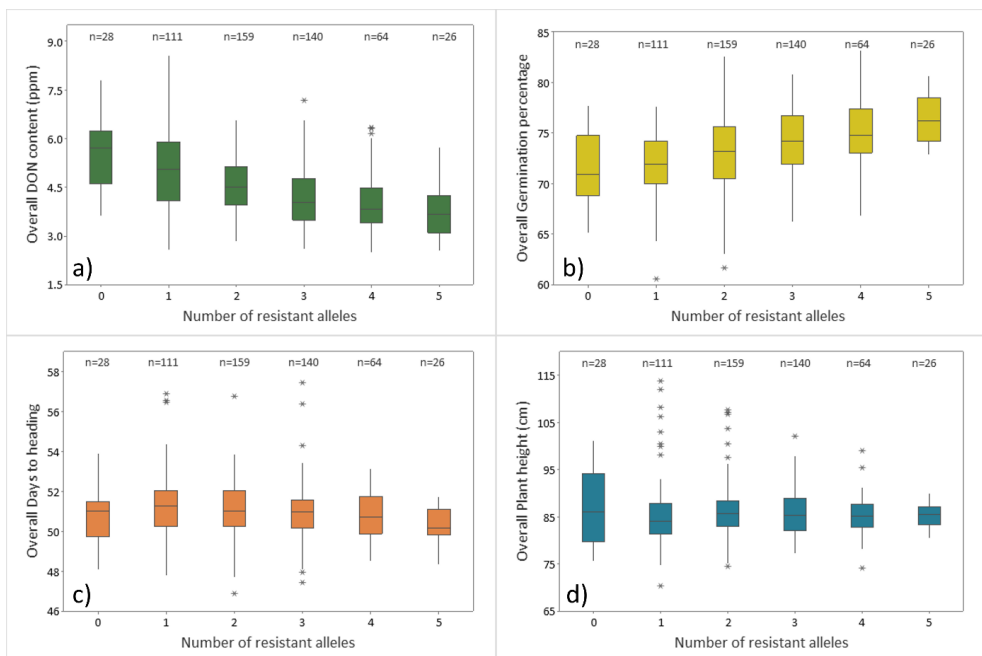 n=28 n=111 n=159 n=140 n=64 n=26
9.0
7.5
6.0
4.5
3.0
1.5
Overall DON content (ppm)
a)
0 1 2 3 4 5
Number of resistant alleles
n=28 n=111 n=159 n=140 n=64 n=26
85
80
75
70
65
60
Overall Germination percentage
b)
0 1 2 3 4 5
Number of resistant alleles
n=28 n=111 n=159 n=140 n=64 n=26
58
56
54
52
50
48
46
Overall Days to heading
c)
0 1 2 3 4 5
Number of resistant alleles
n=28 n=111 n=159 n=140 n=64 n=26
115
105
95
85
75
65
Overall Plant height (cm)
d)
0 1 2 3 4 5
Number of resistant alleles